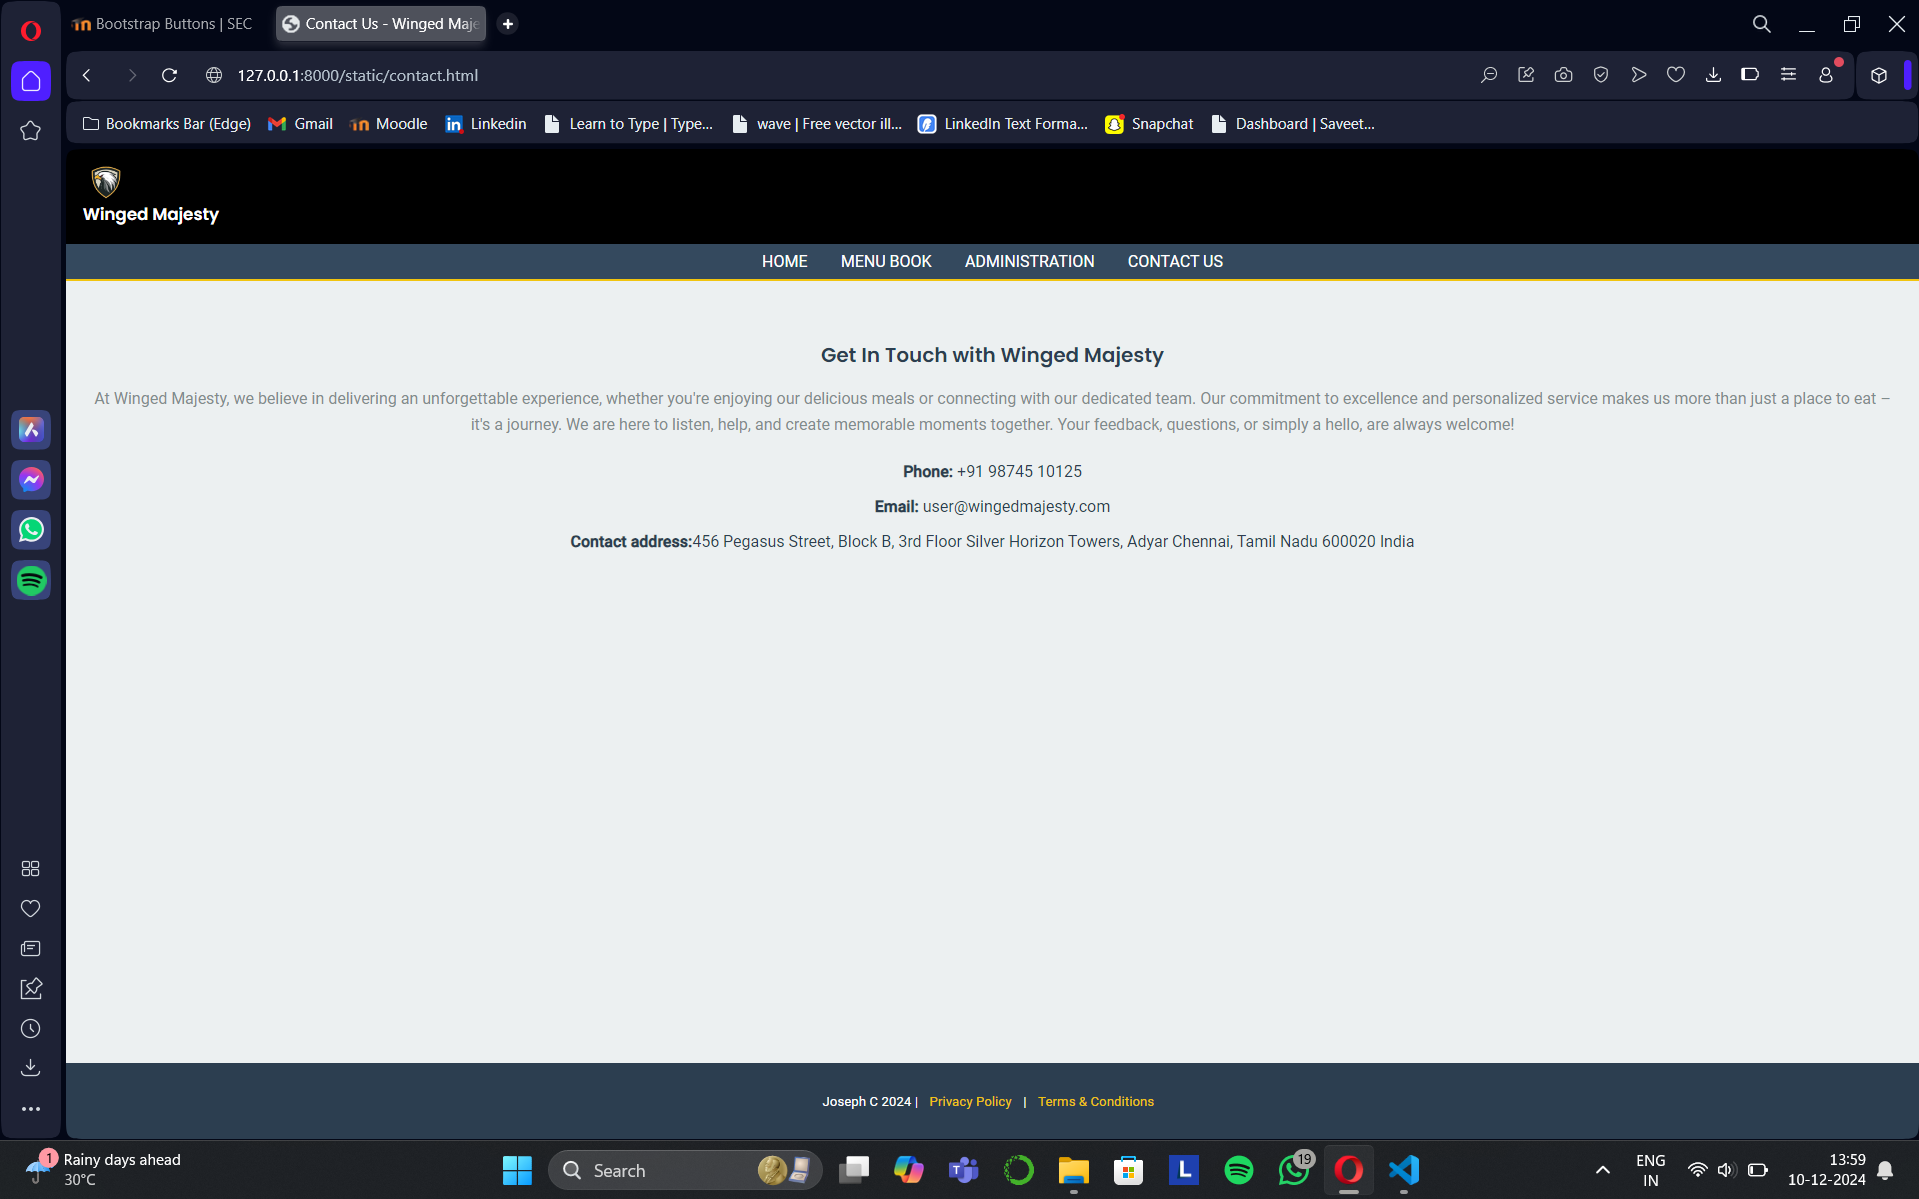 Bootstrap Buttons | SEC
Contact Us - Winged Maje
127.0.0.1:8000/static/contact.html
Bookmarks Bar (Edge)
Gmail
Moodle
in
Linkedin
Learn to Type | Type...
wave | Free vector ill...
LinkedIn Text Forma...
Snapchat
Dashboard | Saveet...
Winged Majesty
HOME
MENU BOOK
ADMINISTRATION
CONTACT US
Get In Touch with Winged Majesty
At Winged Majesty, we believe in delivering an unforgettable experience, whether you're enjoying our delicious meals or connecting with our dedicated team. Our commitment to excellence and personalized service makes us more than just a place to eat –
it's a journey. We are here to listen, help, and create memorable moments together. Your feedback, questions, or simply a hello, are always welcome!
Phone: +91 98745 10125
Email: user@wingedmajesty.com
Contact address:456 Pegasus Street, Block B, 3rd Floor Silver Horizon Towers, Adyar Chennai, Tamil Nadu 600020 India
Joseph C 2024 | Privacy Policy | Terms & Conditions
1
Rainy days ahead
30°C
Search
L
19
ENG
IN
13:59
10-12-2024